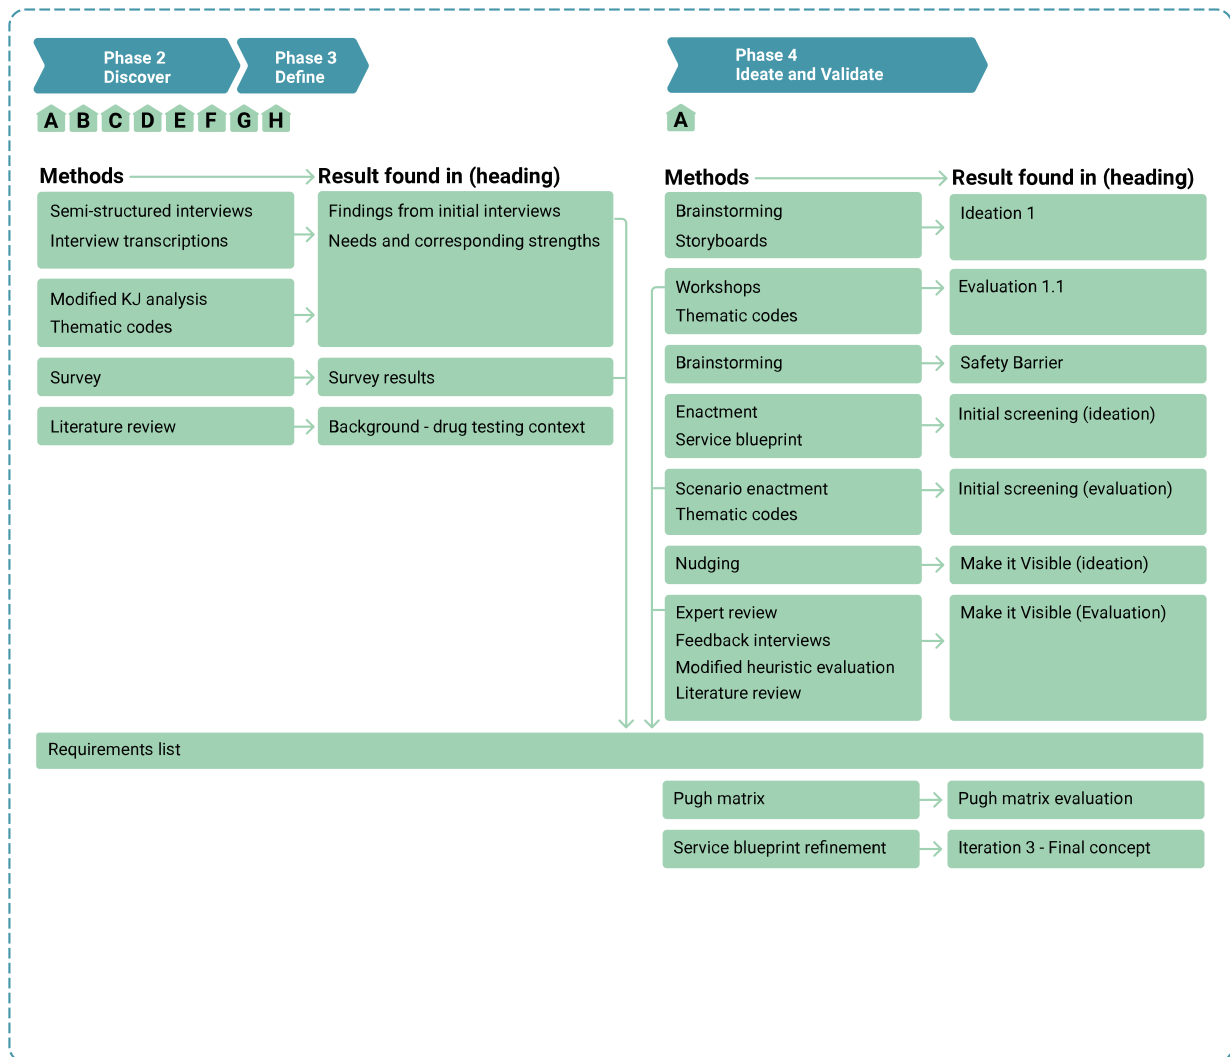 Phase 2
Discover
Phase 3
Define
A B C D E F G H
Methods
Result found in (heading)
Semi-structured interviews
Interview transcriptions
Findings from initial interviews
Needs and corresponding strengths
Modified KJ analysis
Thematic codes
Survey
Survey results
Literature review
Background - drug testing context
Phase 4
Ideate and Validate
A
Methods
Result found in (heading)
Brainstorming
Storyboards
Ideation 1
Workshops
Thematic codes
Evaluation 1.1
Brainstorming
Safety Barrier
Enactment
Service blueprint
Initial screening (ideation)
Scenario enactment
Thematic codes
Initial screening (evaluation)
Nudging
Make it Visible (ideation)
Expert review
Feedback interviews
Modified heuristic evaluation
Literature review
Make it Visible (Evaluation)
Requirements list
Pugh matrix
Pugh matrix evaluation
Service blueprint refinement
Iteration 3 - Final concept